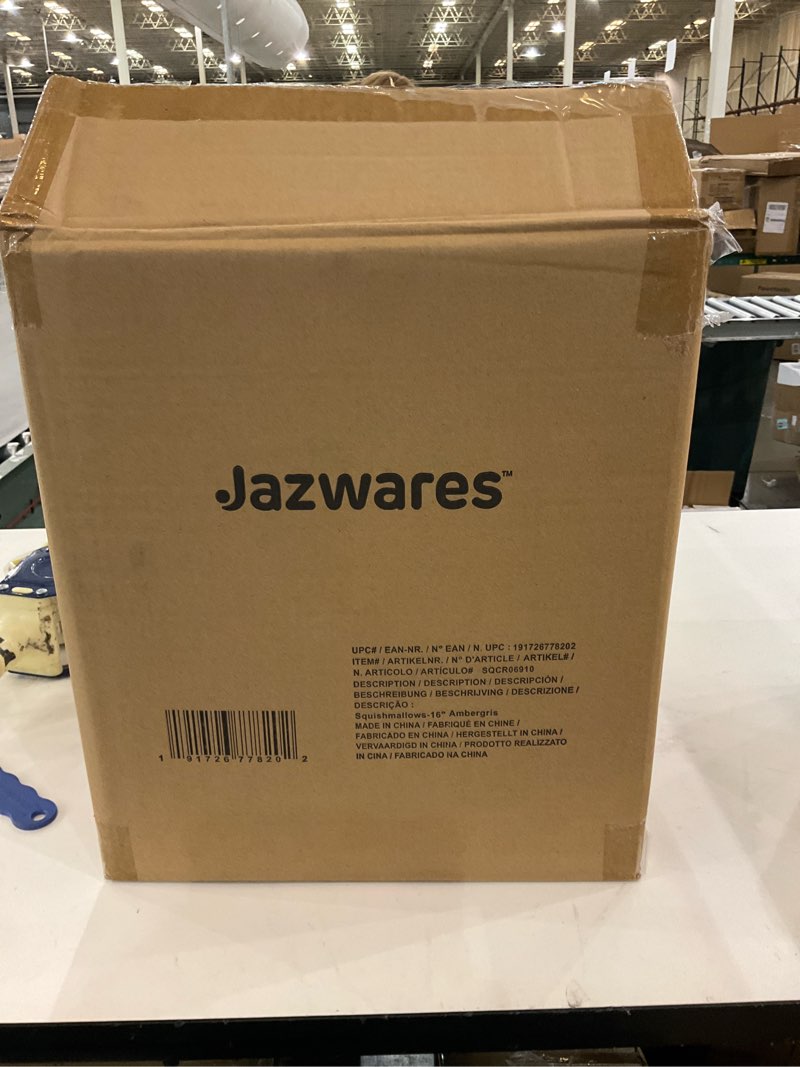 Jazwares™
UPC# / EAN-NR. / N° EAN / N. UPC : 191726778202
ITEM# / ARTIKELNR. / N° D'ARTICLE / ARTIKEL# /
N. ARTICOLO / ARTÍCULO# SQCR06910
DESCRIPTION / DESCRIPTION / DESCRIPCIÓN /
BESCHREIBUNG / BESCHRIJVING / DESCRIZIONE /
DESCRIÇÃO :
Squishmallows-16" Ambergris
MADE IN CHINA / FABRIQUÉ EN CHINE /
FABRICADO EN CHINA / HERGESTELLT IN CHINA /
VERVAARDIGD IN CHINA / PRODOTTO REALIZZATO
IN CINA / FABRICADO NA CHINA
1 91726 77820 2